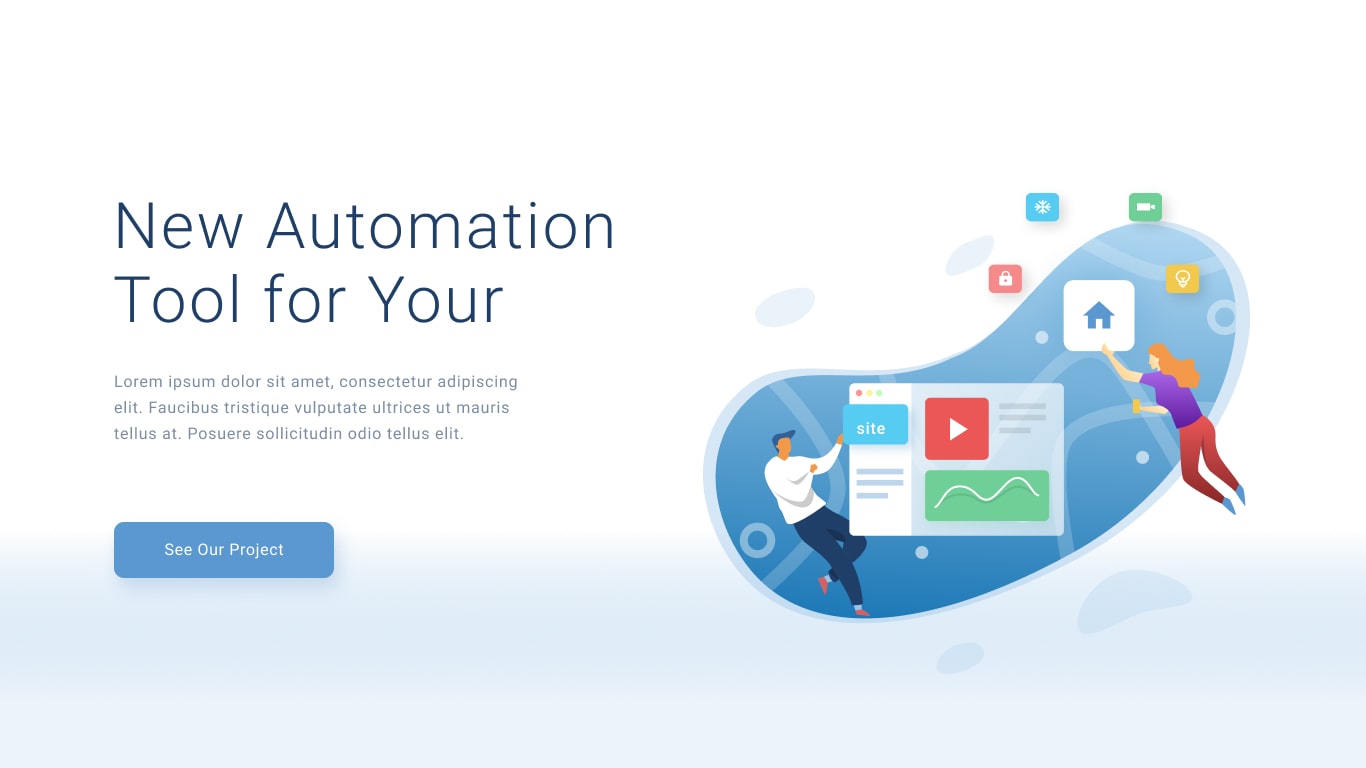 New Automation
Tool for Your
Lorem ipsum dolor sit amet, consectetur adipiscing
elit. Faucibus tristique vulputate ultrices ut mauris
tellus at. Posuere sollicitudin odio tellus elit.
See Our Project
site